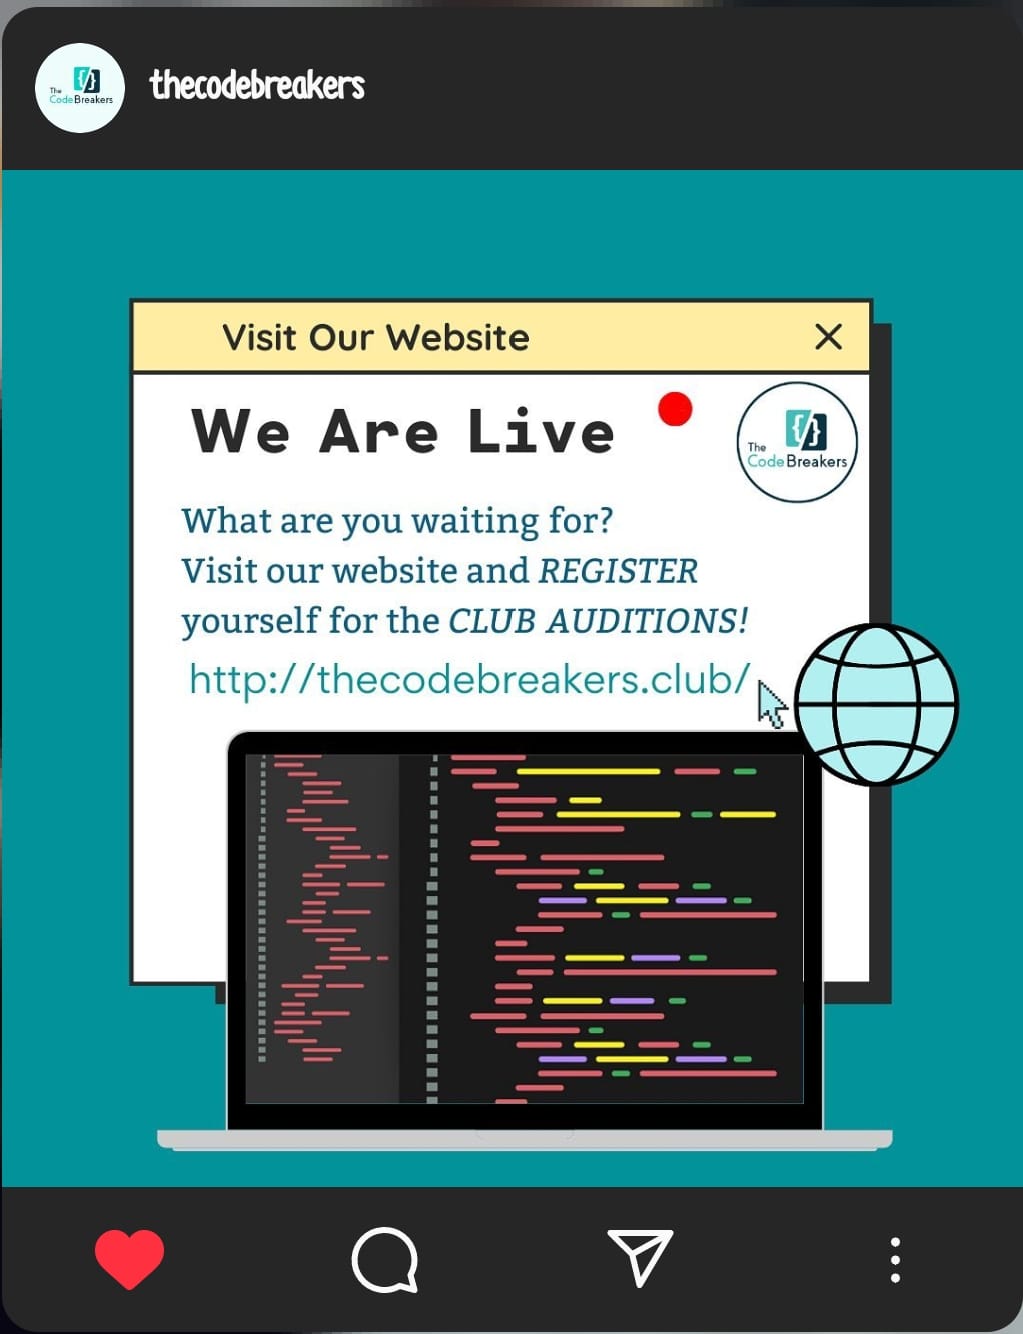 The
CodeBreakers
thecodebreakers
Visit Our Website
We Are Live
The
CodeBreakers
What are you waiting for?
Visit our website and REGISTER
yourself for the CLUB AUDITIONS!
http://thecodebreakers.club/